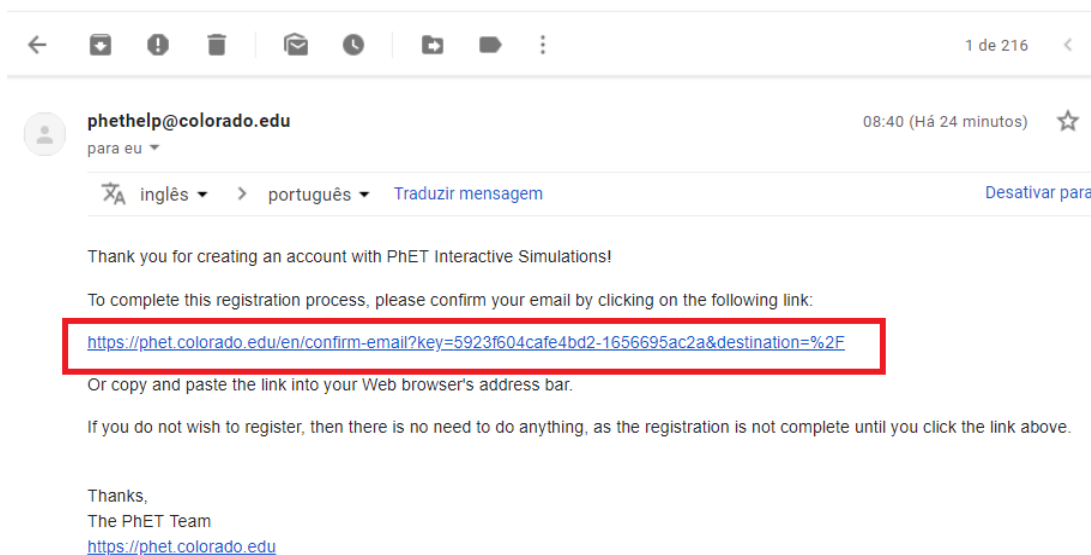 1 de 216
phethelp@colorado.edu
08:40 (Há 24 minutos)
para eu
inglês > português Traduzir mensagem Desativar para
Thank you for creating an account with PhET Interactive Simulations!
To complete this registration process, please confirm your email by clicking on the following link:
https://phet.colorado.edu/en/confirm-email?key=5923f604cafe4bd2-1656695ac2a&destination=%2F
Or copy and paste the link into your Web browser's address bar.
If you do not wish to register, then there is no need to do anything, as the registration is not complete until you click the link above.
Thanks,
The PhET Team
https://phet.colorado.edu